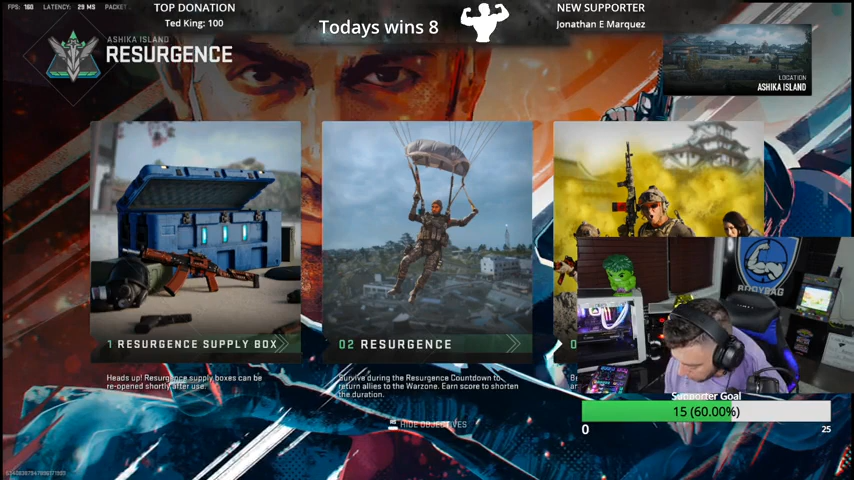 FPS: 160 LATENCY: 29 MS PACKET
TOP DONATION
Ted King: 100
Todays wins 8
NEW SUPPORTER
Jonathan E Marquez
ASHIKA ISLAND
RESURGENCE
LOCATION
ASHIKA ISLAND
1 RESURGENCE SUPPLY BOX
02 RESURGENCE
0
Heads up! Resurgence supply boxes can be
re-opened shortly after use.
Survive during the Resurgence Countdown to
return allies to the Warzone. Earn score to shorten
the duration.
HIDE OBJECTIVES
BODYBAG
Supporter Goal
15 (60.00%)
0
25